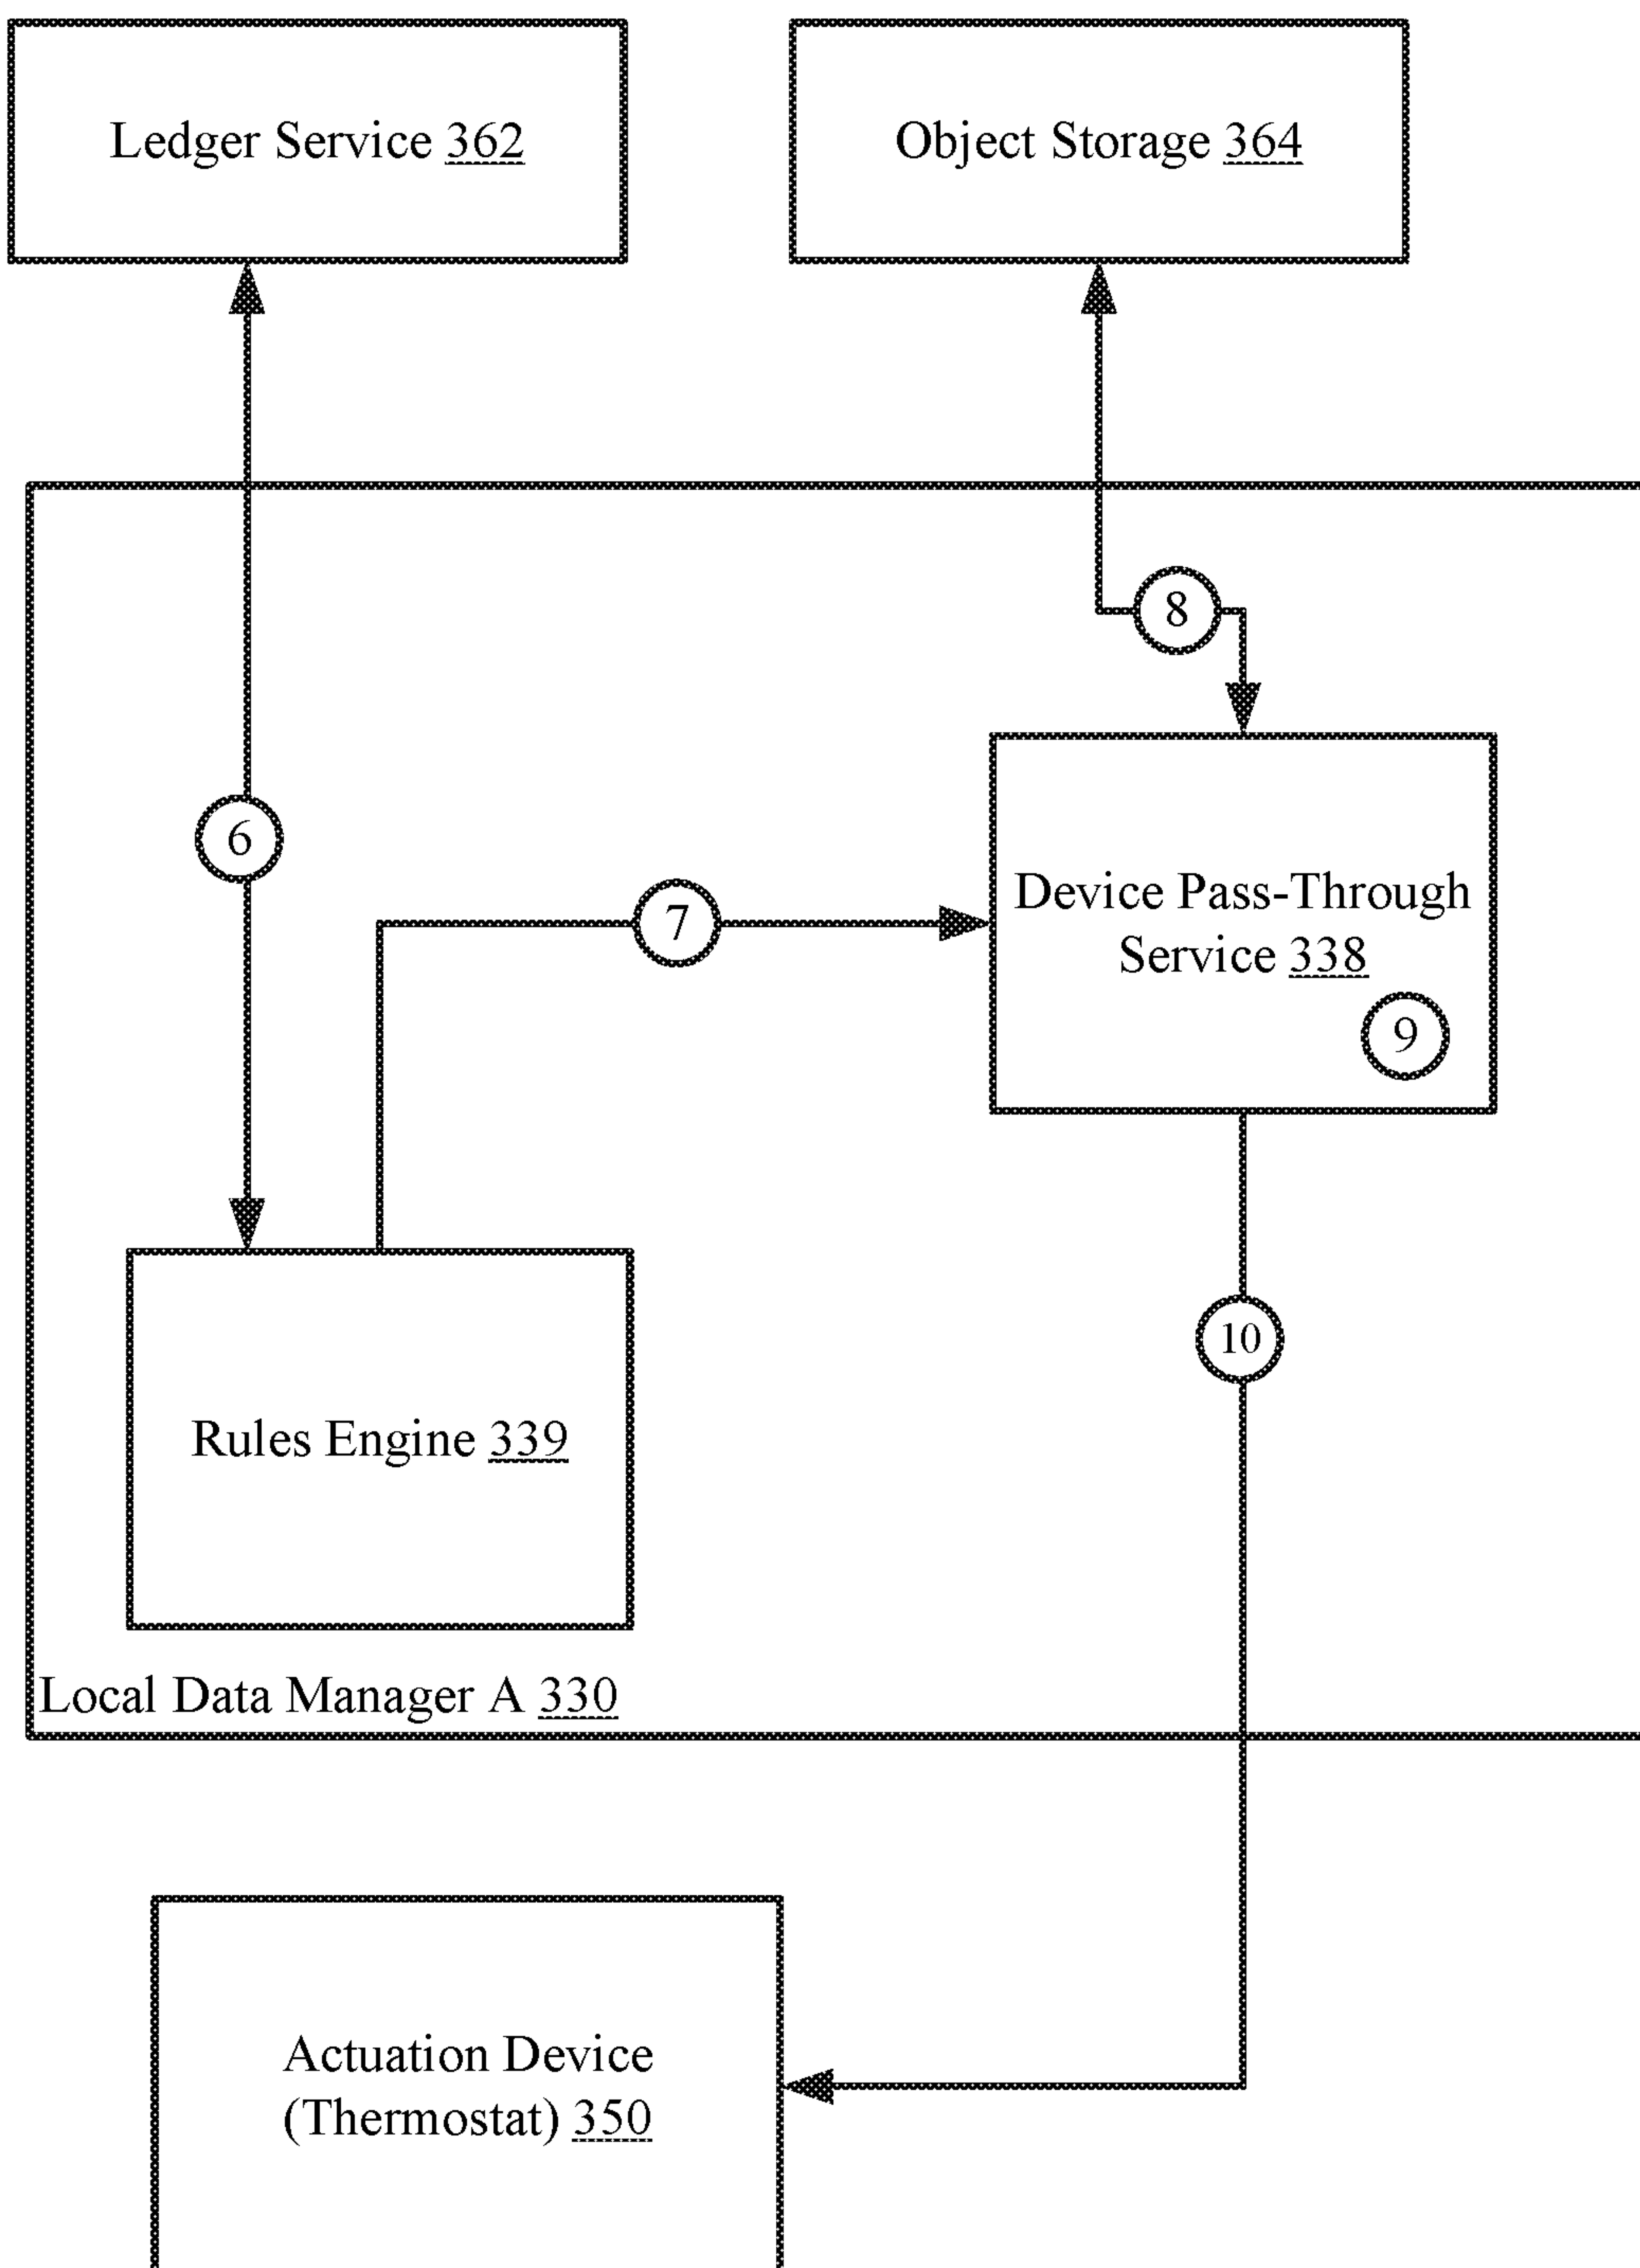 Ledger Service 362
Object Storage 364
8
6
7
Device Pass-Through
Service 338
9
10
Rules Engine 339
Local Data Manager A 330
Actuation Device
(Thermostat) 350